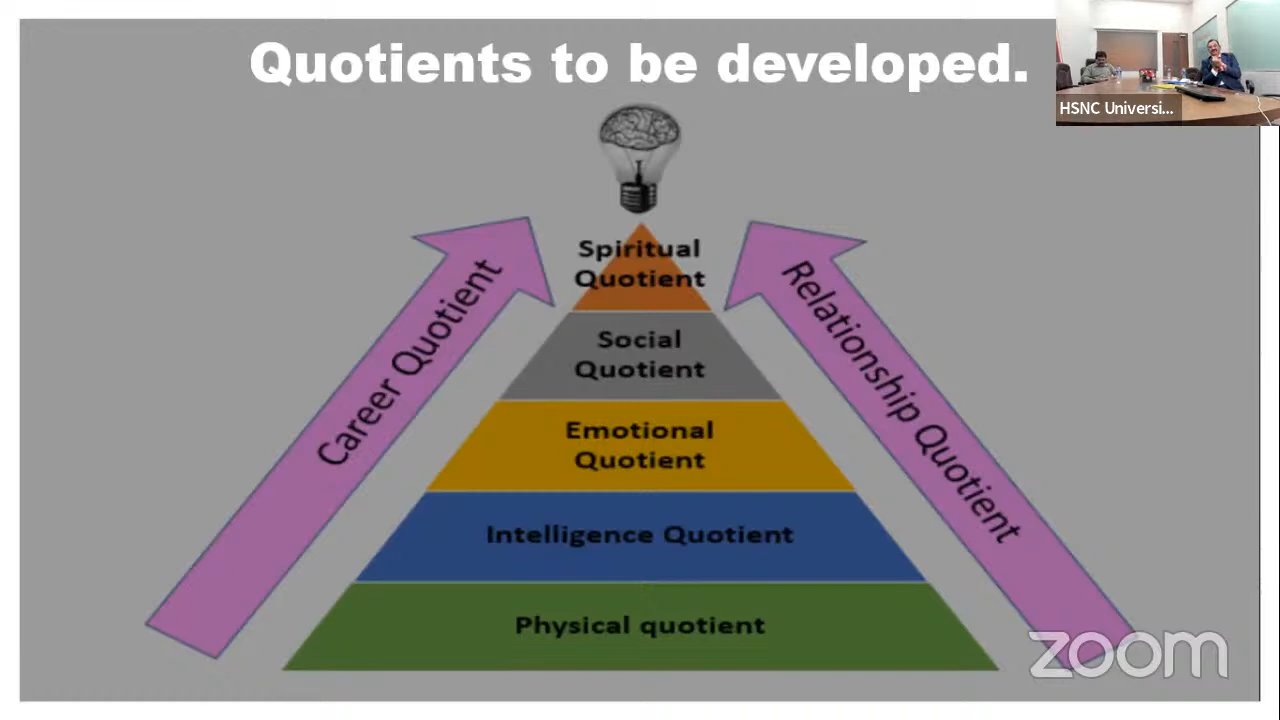 Quotients to be developed.
HSNC Universi...
Spiritual
Quotient
Social
Quotient
Emotional
Quotient
Intelligence Quotient
Physical quotient
Career Quotient
Relationship Quotient
zoom